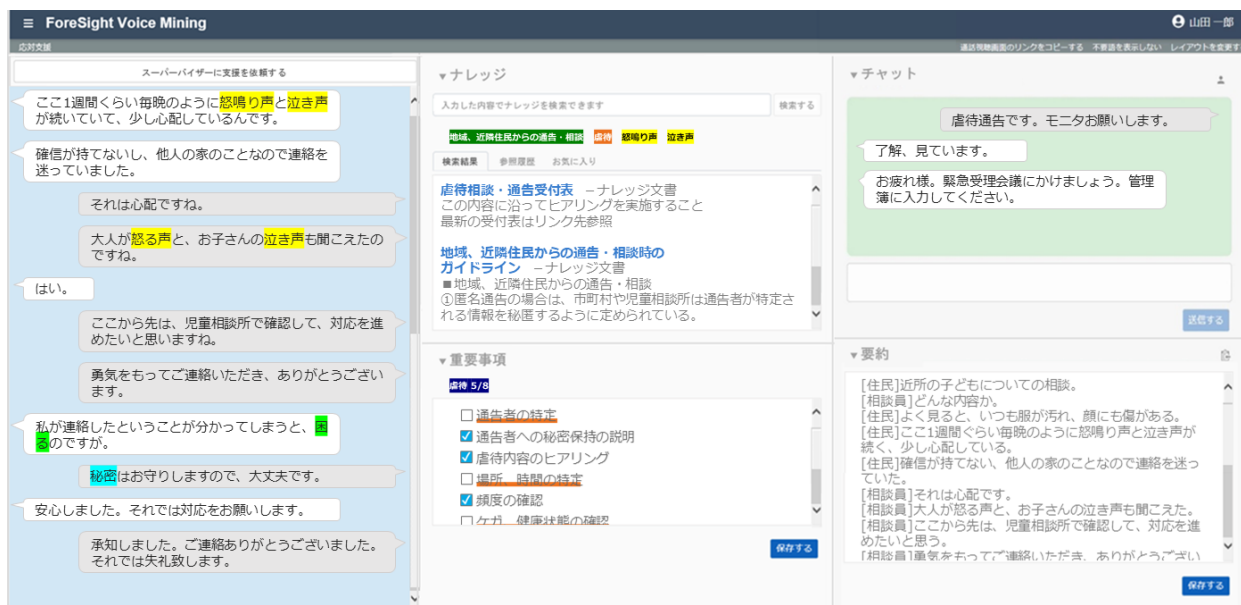 ≡ ForeSight Voice Mining
山田一郎
応対支援
通話視聴画面のリンクをコピーする 不要語を表示しない レイアウトを変更す
スーパーバイザーに支援を依頼する
ここ1週間くらい毎晩のように怒鳴り声と泣き声
が続いていて、少し心配しているんです。
確信が持てないし、他人の家のことなので連絡を
迷っていました。
それは心配ですね。
大人が怒る声と、お子さんの泣き声も聞こえたの
ですね。
はい。
ここから先は、児童相談所で確認して、対応を進
めたいと思いますね。
勇気をもってご連絡いただき、ありがとうござい
ます。
私が連絡したということが分かってしまうと、困
るのですが。
秘密はお守りしますので、大丈夫です。
安心しました。それでは対応をお願いします。
承知しました。ご連絡ありがとうございました。
それでは失礼致します。
▼ナレッジ
入力した内容でナレッジを検索できます
検索する
地域、近隣住民からの通告・相談 虐待 怒鳴り声 泣き声
検索結果 参照履歴 お気に入り
虐待相談・通告受付表 －ナレッジ文書
この内容に沿ってヒアリングを実施すること
最新の受付表はリンク先参照
地域、近隣住民からの通告・相談時の
ガイドライン －ナレッジ文書
■地域、近隣住民からの通告・相談
①匿名通告の場合は、市町村や児童相談所は通告者が特定さ
れる情報を秘匿するように定められている。
▼重要事項
虐待 5/8
通告者の特定
通告者への秘密保持の説明
虐待内容のヒアリング
場所、時間の特定
頻度の確認
ケガ、健康状態の確認
保存する
▼チャット
虐待通告です。モニタお願いします。
了解、見ています。
お疲れ様。緊急受理会議にかけましょう。管理
簿に入力してください。
送信する
▼要約
[住民]近所の子どもについての相談。
[相談員]どんな内容か。
[住民]よく見ると、いつも服が汚れ、顔にも傷がある。
[住民]ここ1週間ぐらい毎晩のように怒鳴り声と泣き声が
続く、少し心配している。
[住民]確信が持てない、他人の家のことなので連絡を迷っ
ていた。
[相談員]それは心配です。
[相談員]大人が怒る声と、お子さんの泣き声も聞こえた。
[相談員]ここから先は、児童相談所で確認して、対応を進
めたいと思う。
[相談員]勇気をもってご連絡いただき、ありがとうござい
保存する